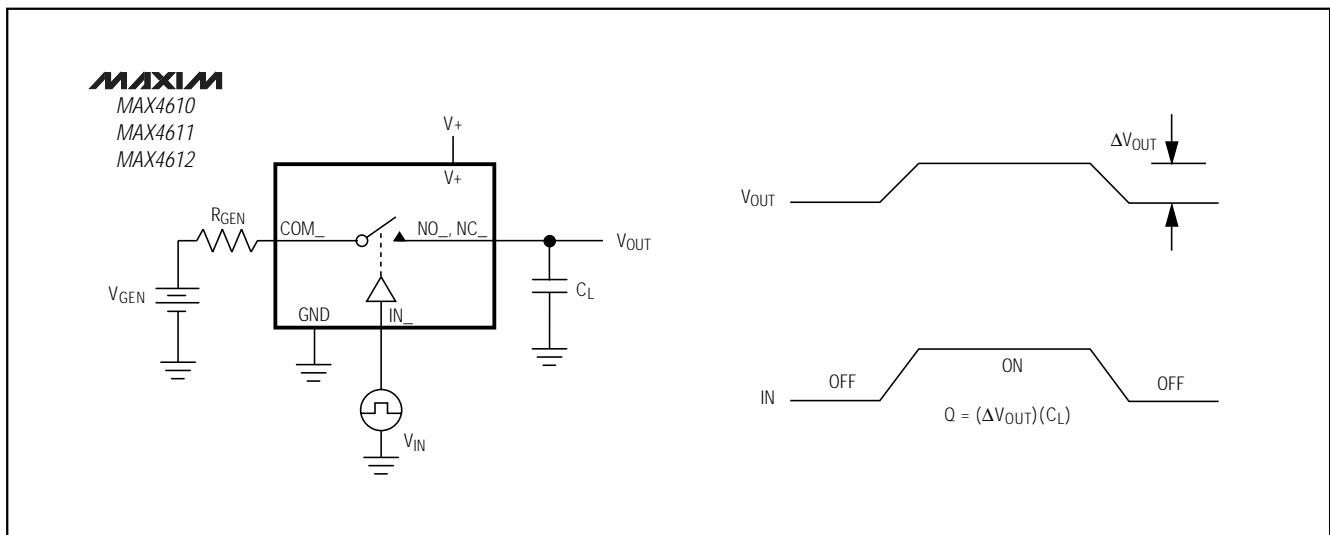 MAXIM
MAX4610
MAX4611
MAX4612
V+
V+
RGEN
COM_
NO_, NC_
VOUT
VGEN
CL
GND
IN_
VIN
ΔVOUT
VOUT
IN
OFF
ON
OFF
Q = (ΔVOUT)(CL)